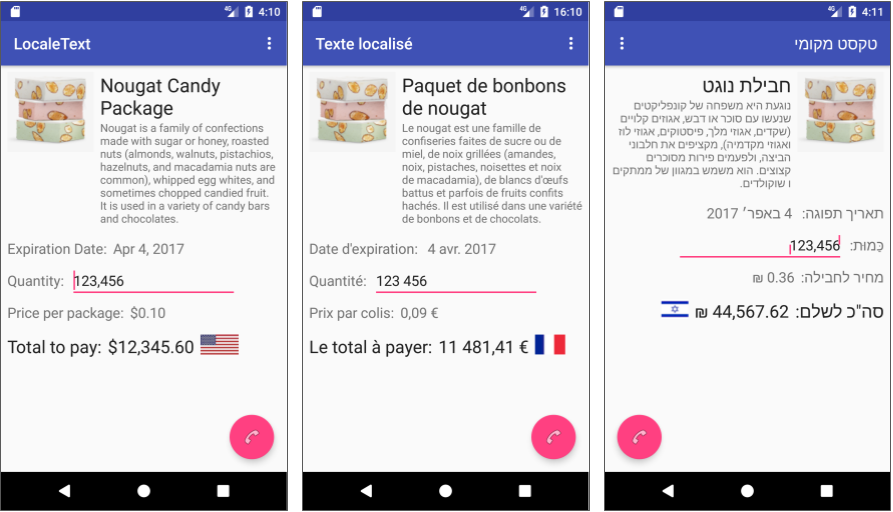 4G 4:10
LocaleText
Nougat Candy
Package
Nougat is a family of confections
made with sugar or honey, roasted
nuts (almonds, walnuts, pistachios,
hazelnuts, and macadamia nuts are
common), whipped egg whites, and
sometimes chopped candied fruit.
It is used in a variety of candy bars
and chocolates.
Expiration Date: Apr 4, 2017
Quantity: 123,456
Price per package: $0.10
Total to pay: $12,345.60
4G 16:10
Texte localisé
Paquet de bonbons
de nougat
Le nougat est une famille de
confiseries faites de sucre ou de
miel, de noix grillées (amandes,
noix, pistaches, noisettes et noix
de macadamia), de blancs d'œufs
battus et parfois de fruits confits
hachés. Il est utilisé dans une variété
de bonbons et de chocolats.
Date d'expiration: 4 avr. 2017
Quantité: 123 456
Prix par colis: 0,09 €
Le total à payer: 11 481,41 €
4G 4:11
טקסט מקומי
חבילת נוגט
נוגעת היא משפחה של קונפליקטים
שנעשו עם סוכר או דבש, אגוזים קלויים
(שקדים, אגוזי מלך, פיסטוקים, אגוזי לוז
ואגוזי מקדמיה), מקציפים את חלבוני
הביצה, ולפעמים פירות מסוכרים
קצוצים. הוא משמש במגוון של ממתקים
ו שוקולדים.
תאריך תפוגה: 4 באפר׳ 2017
כַּמוּת: 123,456
מחיר לחבילה: 0.36 ₪
סה"כ לשלם: 44,567.62 ₪